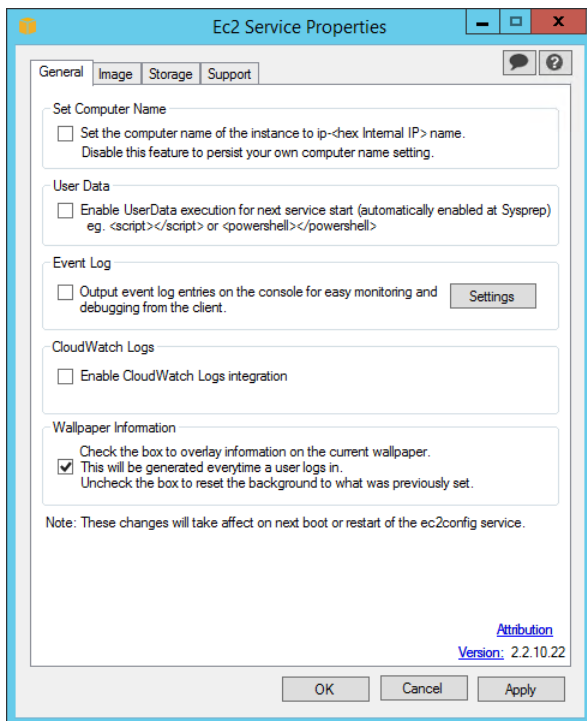 Ec2 Service Properties
General
Image
Storage
Support
Set Computer Name
Set the computer name of the instance to ip-<hex Internal IP> name.
Disable this feature to persist your own computer name setting.
User Data
Enable UserData execution for next service start (automatically enabled at Sysprep)
eg. <script></script> or <powershell></powershell>
Event Log
Output event log entries on the console for easy monitoring and
debugging from the client.
Settings
CloudWatch Logs
Enable CloudWatch Logs integration
Wallpaper Information
Check the box to overlay information on the current wallpaper.
This will be generated everytime a user logs in.
Uncheck the box to reset the background to what was previously set.
Note: These changes will take affect on next boot or restart of the ec2config service.
Attribution
Version: 2.2.10.22
OK
Cancel
Apply